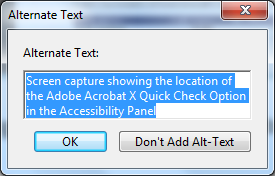 Alternate Text
Alternate Text:
Screen capture showing the location of
the Adobe Acrobat X Quick Check Option
in the Accessibility Panel
OK
Don't Add Alt-Text